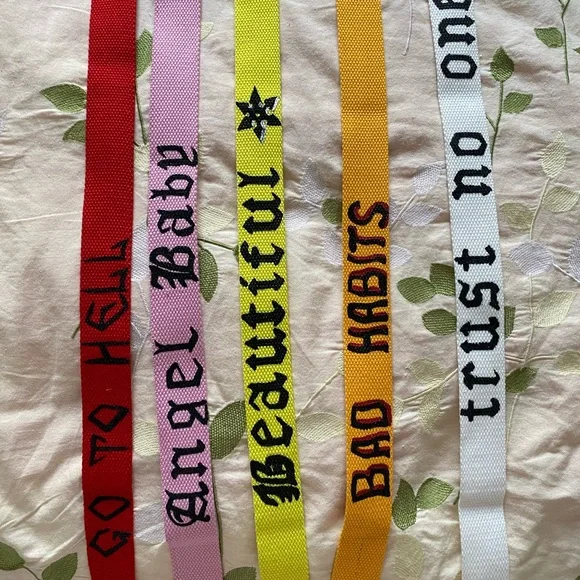 GO TO HELL
Angel Baby
Beautiful
BAD HABITS
trust no one